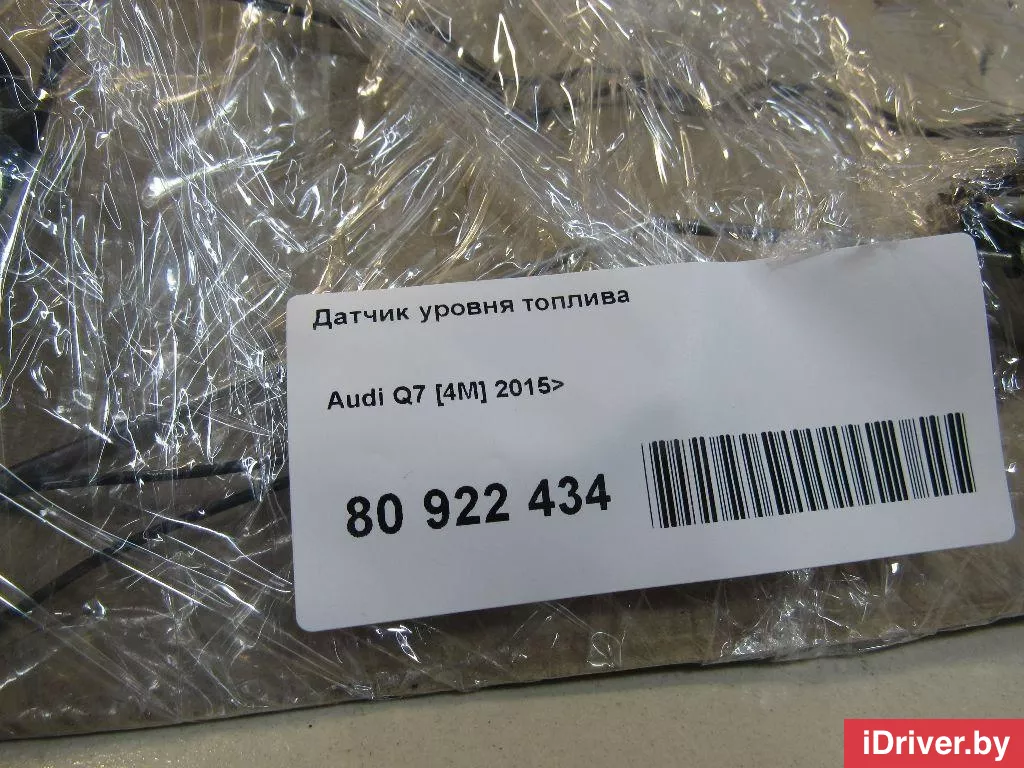 Датчик уровня топлива
Audi Q7 [4M] 2015>
80 922 434
iDriver.by